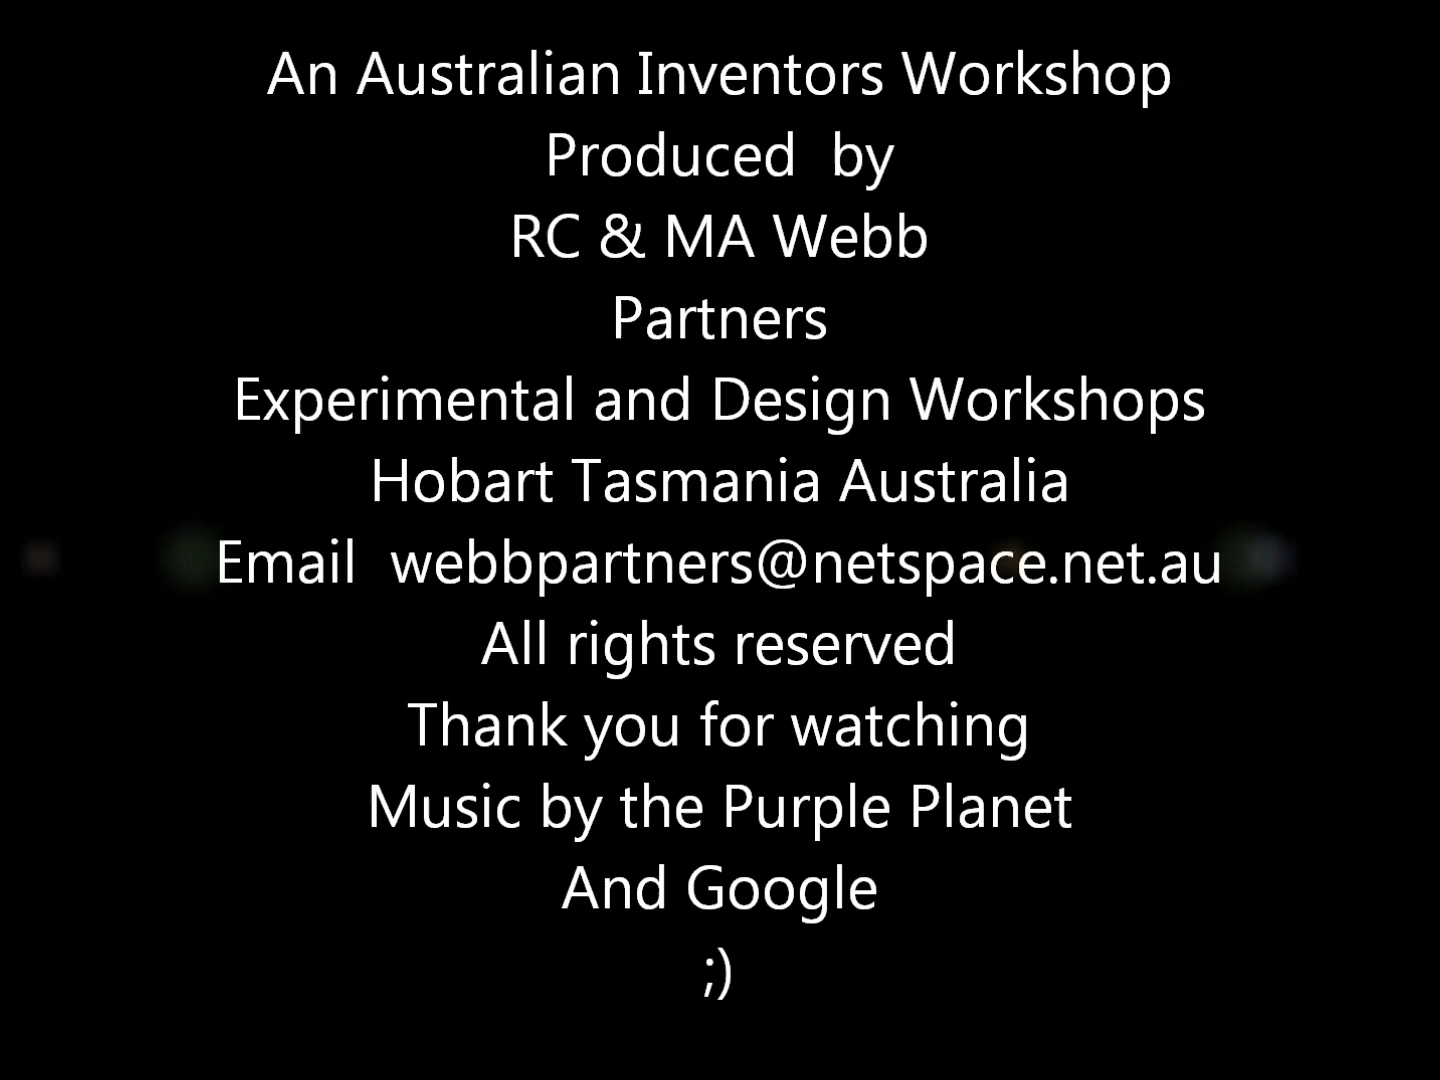 An Australian Inventors Workshop
Produced  by
RC & MA Webb
Partners
Experimental and Design Workshops
Hobart Tasmania Australia
Email  webbpartners@netspace.net.au
All rights reserved
Thank you for watching
Music by the Purple Planet
And Google
;)